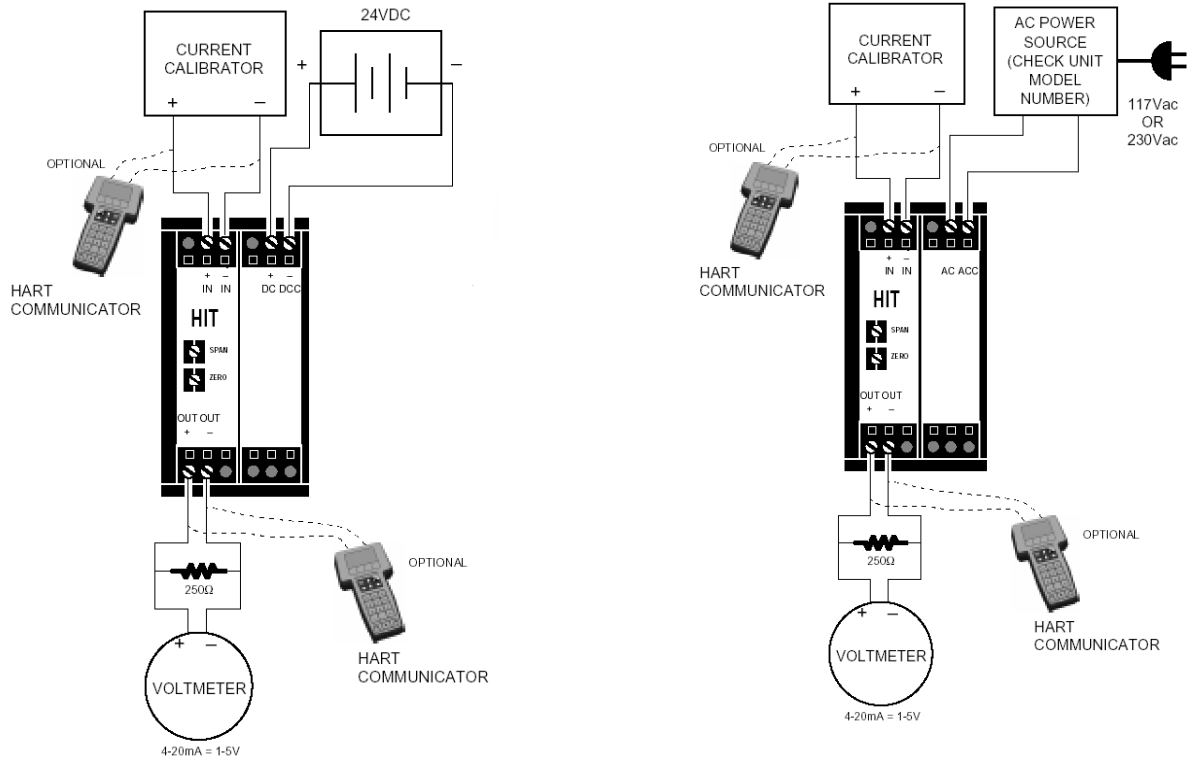 24VDC
CURRENT
CALIBRATOR
+ −
+ −
OPTIONAL
HART
COMMUNICATOR
+ − + −
IN IN DC DCC
HIT
SPAN
ZERO
OUT OUT
+ −
250Ω
OPTIONAL
+ −
VOLTMETER
HART
COMMUNICATOR
4-20mA = 1-5V
CURRENT
CALIBRATOR
+ −
AC POWER
SOURCE
(CHECK UNIT
MODEL
NUMBER)
117Vac
OR
230Vac
OPTIONAL
HART
COMMUNICATOR
+ −
IN IN AC ACC
HIT
SPAN
ZERO
OUT OUT
+ −
250Ω
OPTIONAL
+ −
VOLTMETER
HART
COMMUNICATOR
4-20mA = 1-5V